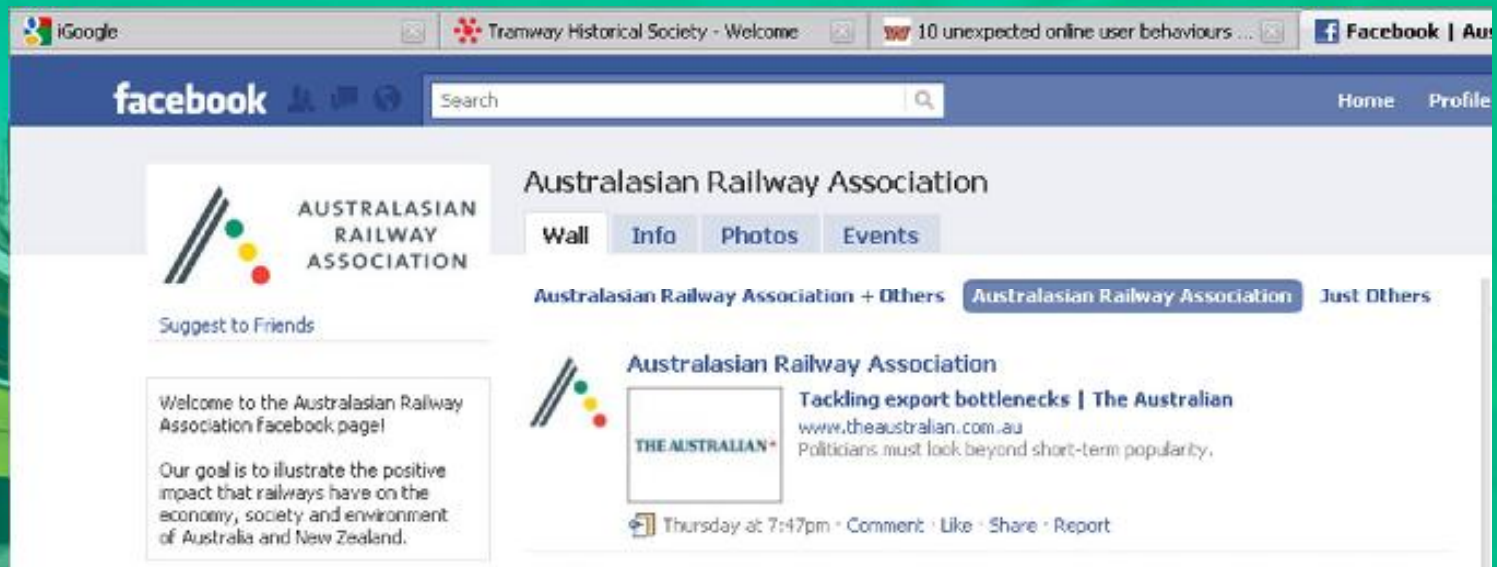 iGoogle Tramway Historical Society - Welcome 10 unexpected online user behaviours ... Facebook | Aus
facebook Search Home Profile
AUSTRALASIAN
RAILWAY
ASSOCIATION
Suggest to Friends
Welcome to the Australasian Railway
Association facebook page!
Our goal is to illustrate the positive
impact that railways have on the
economy, society and environment
of Australia and New Zealand.
Australasian Railway Association
Wall Info Photos Events
Australasian Railway Association + Others Australasian Railway Association Just Others
Australasian Railway Association
THE AUSTRALIAN
Tackling export bottlenecks | The Australian
www.theaustralian.com.au
Politicians must look beyond short-term popularity.
Thursday at 7:47pm · Comment · Like · Share · Report